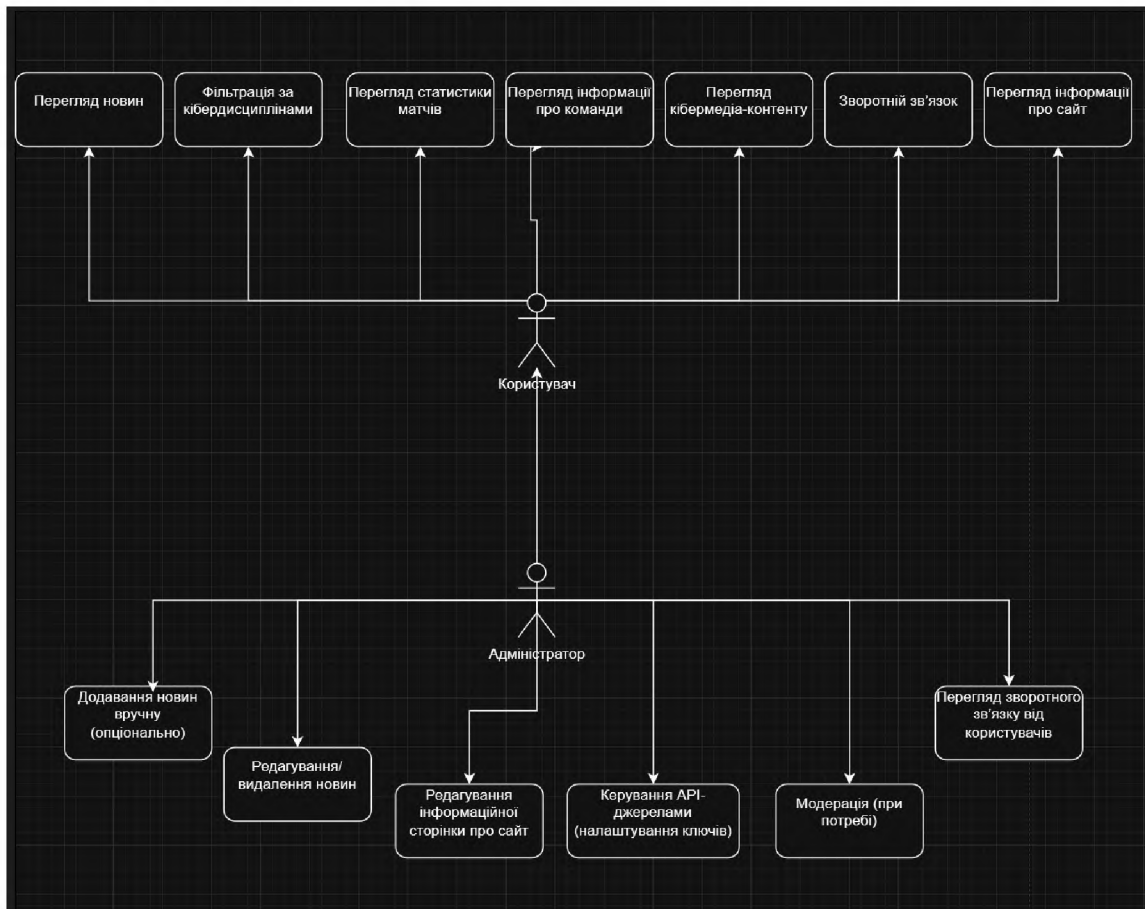 Перегляд новин
Фільтрація за
кібердисциплінами
Перегляд статистики
матчів
Перегляд інформації
про команди
Перегляд
кібермедіа-контенту
Зворотній зв'язок
Перегляд інформації
про сайт
Користувач
Адміністратор
Додавання новин
вручну
(опціонально)
Редагування/
видалення новин
Редагування
інформаційної
сторінки про сайт
Керування API-
джерелами
(налаштування ключів)
Модерація (при
потребі)
Перегляд зворотного
зв'язку від
користувачів